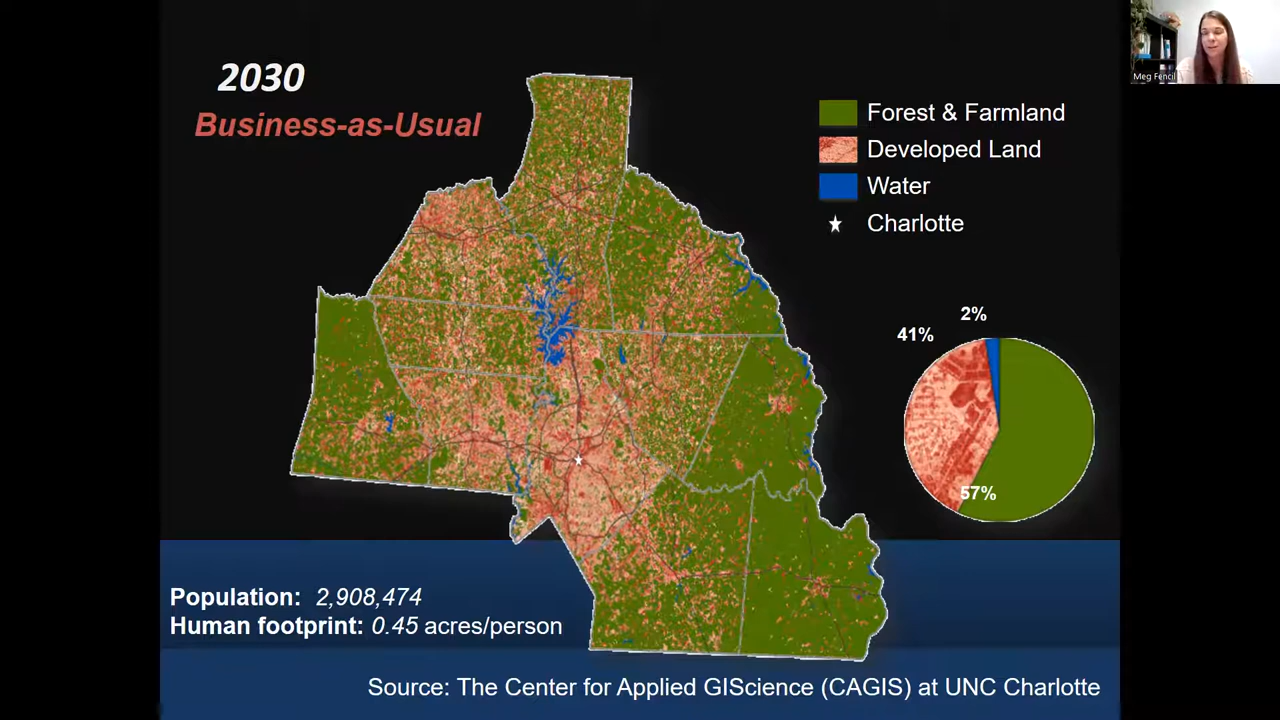 Meg Fencil
2030
Business-as-Usual
Forest & Farmland
Developed Land
Water
Charlotte
2%
41%
57%
Population: 2,908,474
Human footprint: 0.45 acres/person
Source: The Center for Applied GIScience (CAGIS) at UNC Charlotte